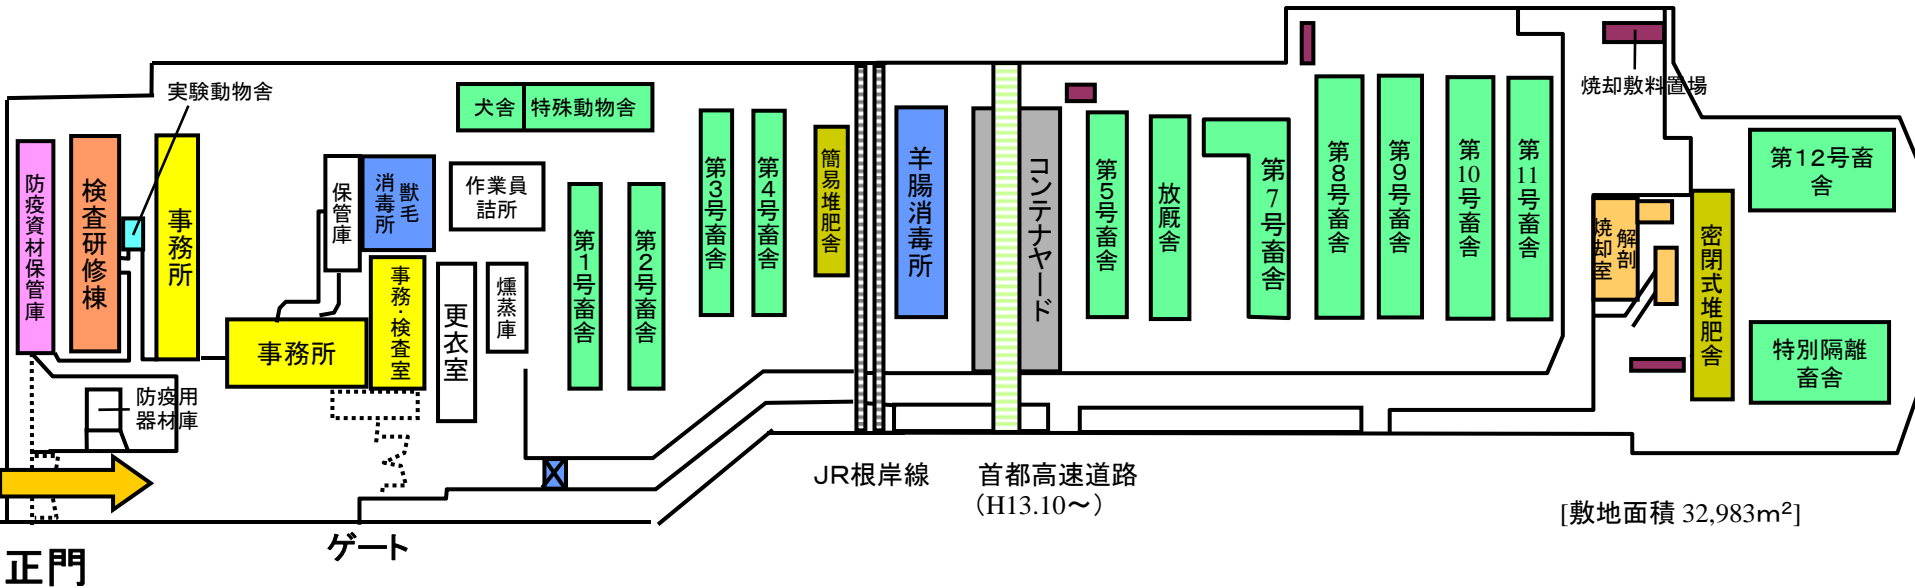 実験動物舎
防疫資材保管庫
検査研修棟
事務所
防疫用
器材庫
正門
事務所
保管庫
獣毛
消毒所
事務・検査室
ゲート
犬舎
特殊動物舎
作業員
詰所
更衣室
燻蒸庫
第1号畜舎
第2号畜舎
第3号畜舎
第4号畜舎
簡易堆肥舎
JR根岸線
羊腸消毒所
コンテナヤード
首都高速道路
(H13.10～)
第5号畜舎
放厩舎
第7号畜舎
第8号畜舎
第9号畜舎
第10号畜舎
第11号畜舎
焼却敷料置場
解剖
焼却室
密閉式堆肥舎
第12号畜
舎
特別隔離
畜舎
[敷地面積 32,983m²]